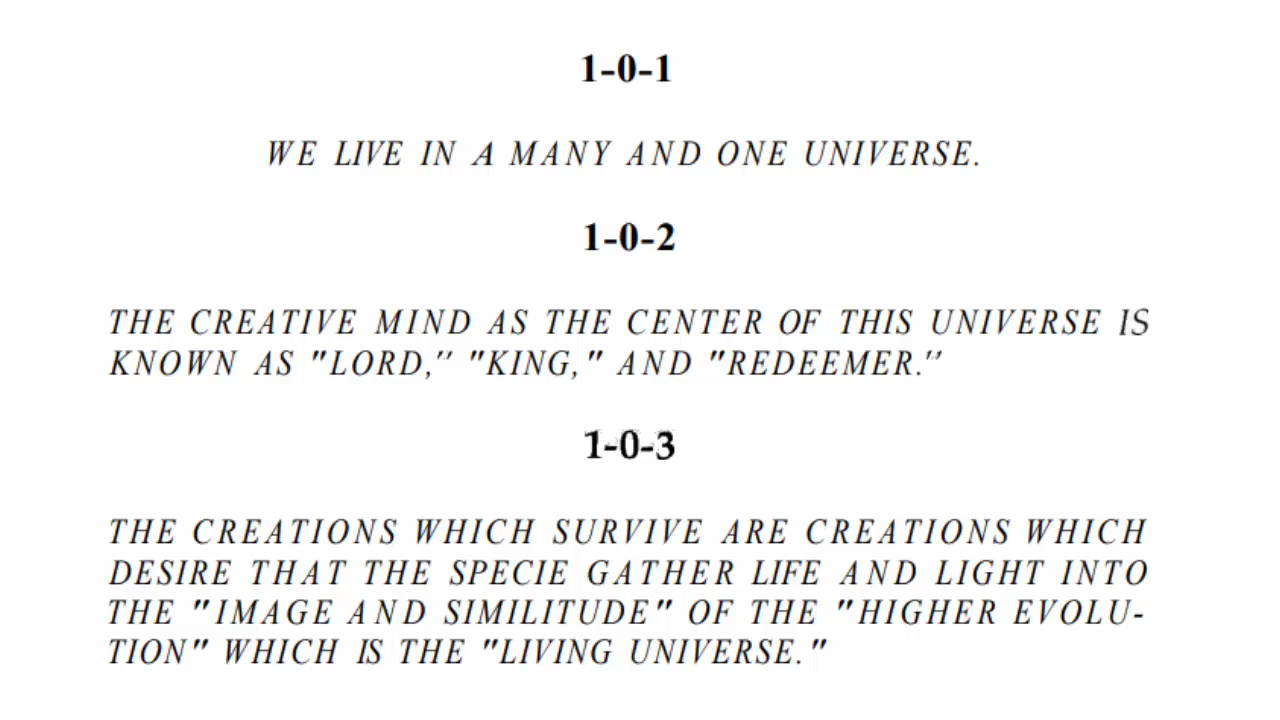 1-0-1
WE LIVE IN A MANY AND ONE UNIVERSE.
1-0-2
THE CREATIVE MIND AS THE CENTER OF THIS UNIVERSE IS
KNOWN AS "LORD,'' "KING," AND "REDEEMER.''
1-0-3
THE CREATIONS WHICH SURVIVE ARE CREATIONS WHICH
DESIRE THAT THE SPECIE GATHER LIFE AND LIGHT INTO
THE "IMAGE AND SIMILITUDE" OF THE "HIGHER EVOLU-
TION" WHICH IS THE "LIVING UNIVERSE."